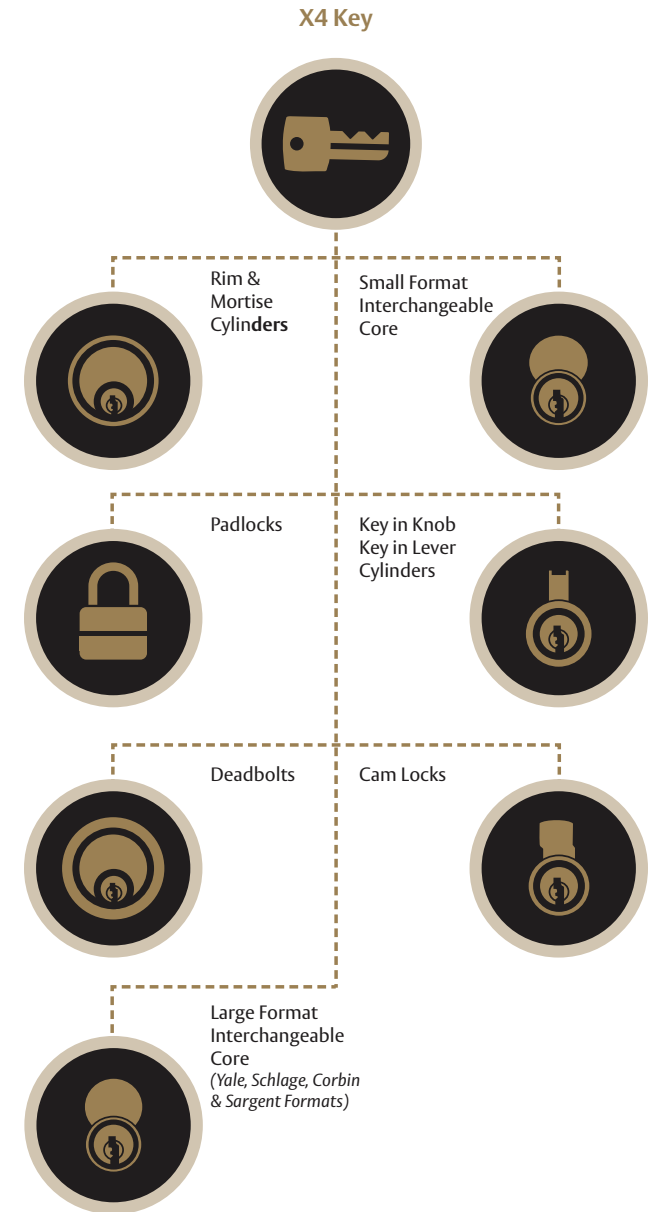 X4 Key
Rim &
Mortise
Cylinders
Small Format
Interchangeable
Core
Padlocks
Key in Knob
Key in Lever
Cylinders
Deadbolts
Cam Locks
Large Format
Interchangeable
Core
(Yale, Schlage, Corbin
& Sargent Formats)